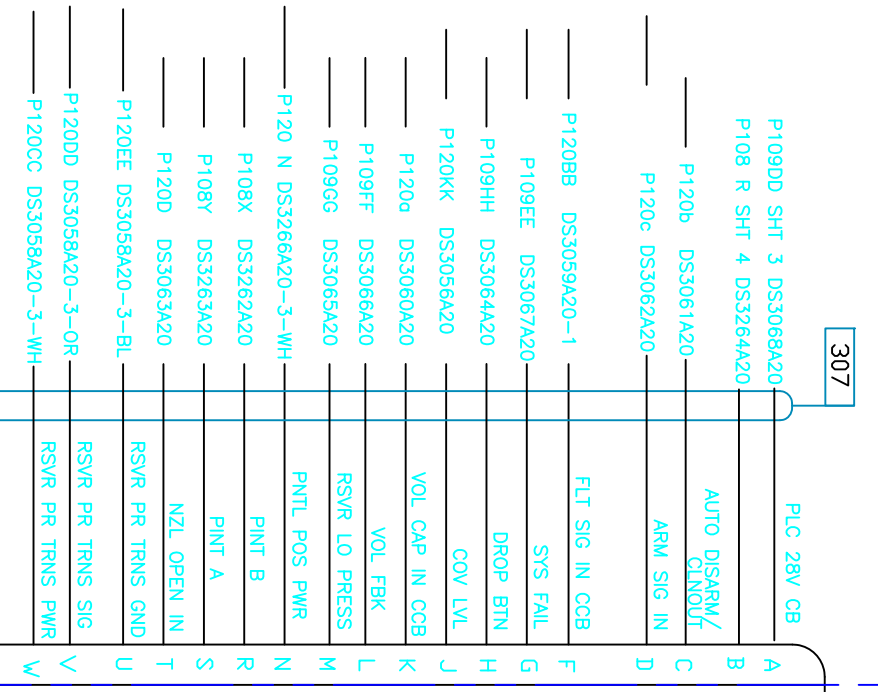 307
PLC 28V CB
P109DD SHT 3 DS3068A20 A
P108 R SHT 4 DS3264A20 B
AUTO DISARM/
CLNOUT
P120b DS3061A20 C
ARM SIG IN
P120c DS3062A20 D
FLT SIG IN CCB
P120BB DS3059A20-1 F
SYS FAIL
P109EE DS3067A20 G
DROP BTN
P109HH DS3064A20 H
COV LVL
P120KK DS3056A20 J
VOL CAP IN CCB
P120a DS3060A20 K
VOL FBK
P109FF DS3066A20 L
RSVR LO PRESS
P109GG DS3065A20 M
PNTL POS PWR
P120 N DS3266A20-3-WH N
PINT B
P108X DS3262A20 R
PINT A
P108Y DS3263A20 S
NZL OPEN IN
P120D DS3063A20 T
RSVR PR TRNS GND
P120EE DS3058A20-3-BL U
RSVR PR TRNS SIG
P120DD DS3058A20-3-OR V
RSVR PR TRNS PWR
P120CC DS3058A20-3-WH W